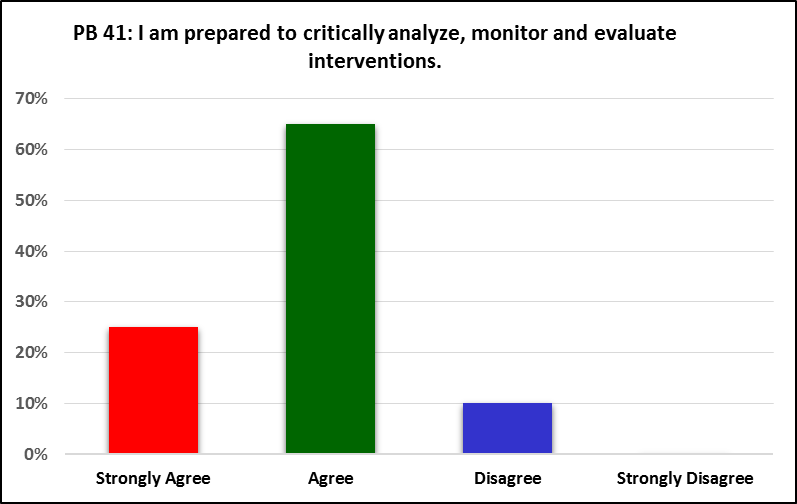 PB 41: I am prepared to critically analyze, monitor and evaluate
interventions.
70%
60%
50%
40%
30%
20%
10%
0%
Strongly Agree
Agree
Disagree
Strongly Disagree